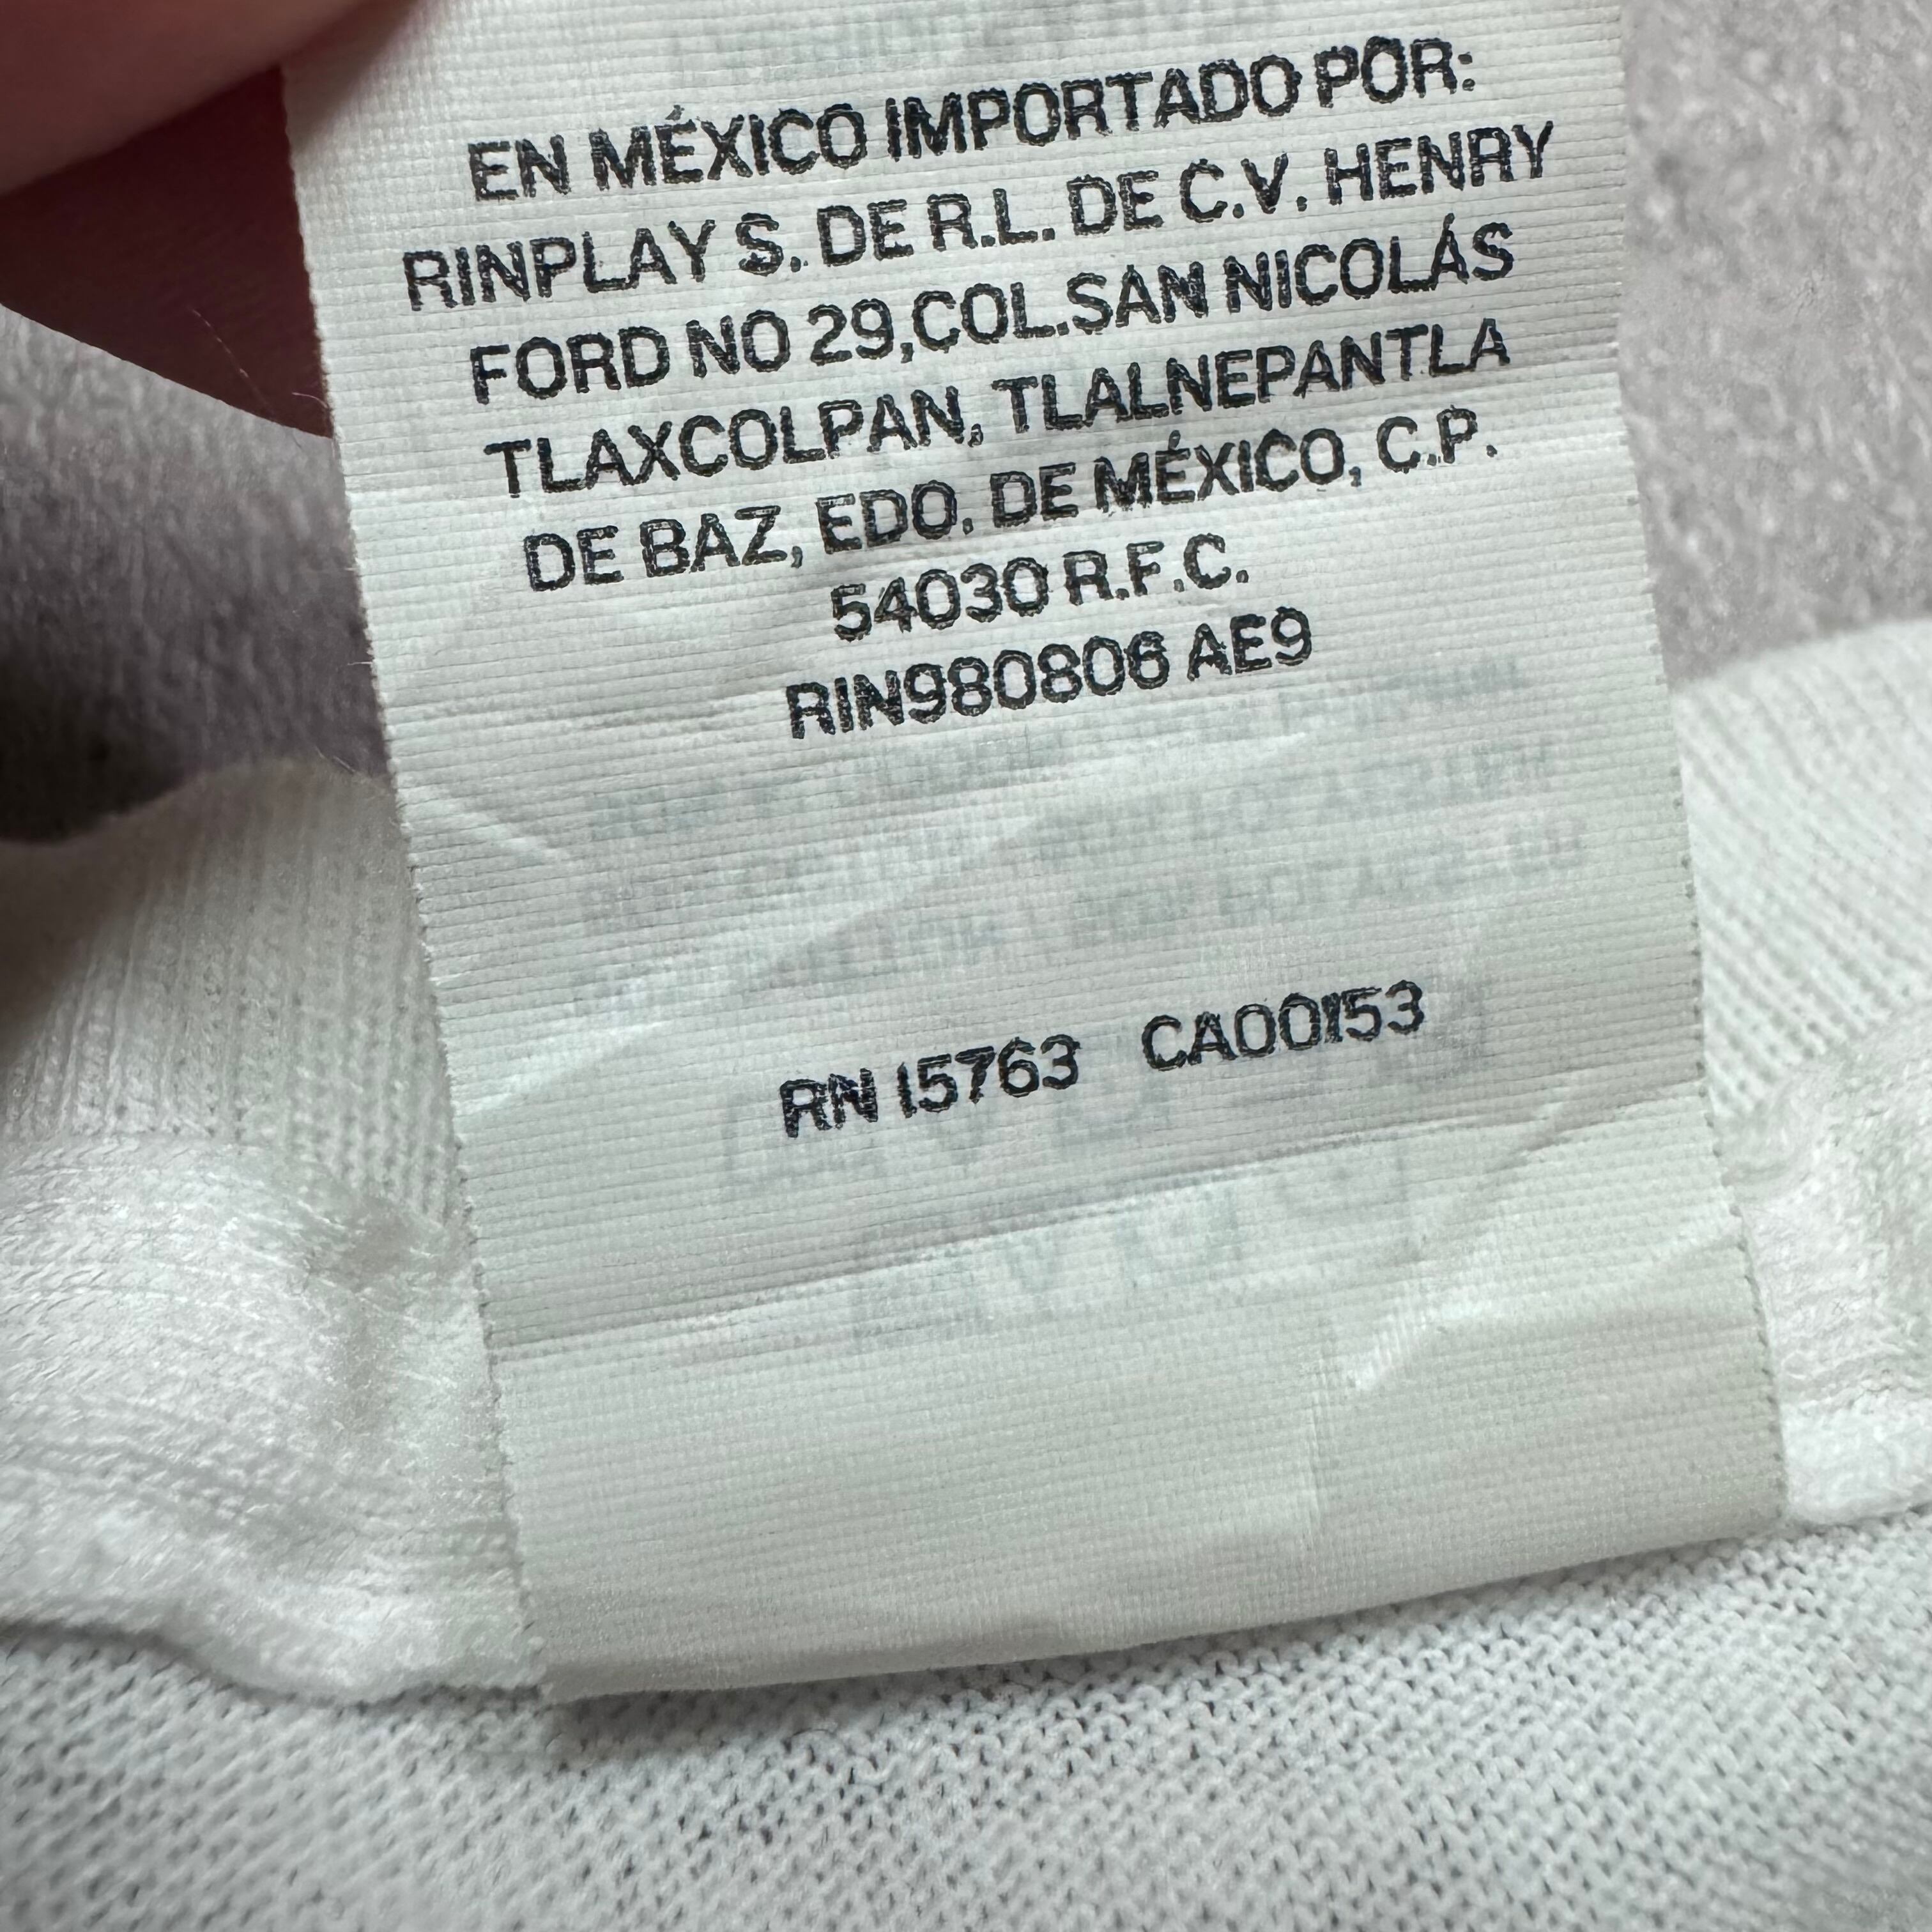 EN MÉXICO IMPORTADO POR:
RINPLAY S. DE R.L. DE C.V. HENRY
FORD NO 29,COL.SAN NICOLÁS
TLAXCOLPAN, TLALNEPANTLA
DE BAZ, EDO. DE MÉXICO, C.P.
54030 R.F.C.
RIN980806 AE9
RN 15763 CA00153